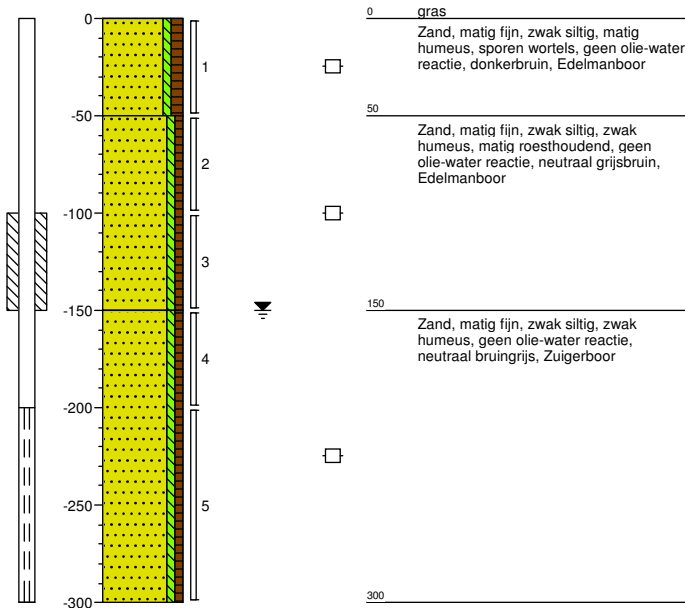 0
-50
-100
-150
-200
-250
-300
1
2
3
4
5
0 gras
Zand, matig fijn, zwak siltig, matig
humeus, sporen wortels, geen olie-water
reactie, donkerbruin, Edelmanboor
50
Zand, matig fijn, zwak siltig, zwak
humeus, matig roesthoudend, geen
olie-water reactie, neutraal grijsbruin,
Edelmanboor
150
Zand, matig fijn, zwak siltig, zwak
humeus, geen olie-water reactie,
neutraal bruingrijs, Zuigerboor
300